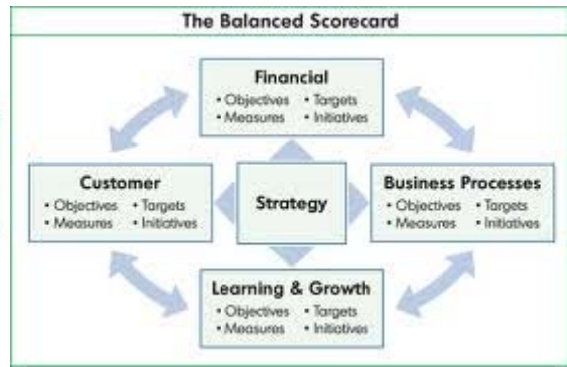 The Balanced Scorecard
Financial
• Objectives • Targets
• Measures • Initiatives
Customer
• Objectives • Targets
• Measures • Initiatives
Strategy
Business Processes
• Objectives • Targets
• Measures • Initiatives
Learning & Growth
• Objectives • Targets
• Measures • Initiatives